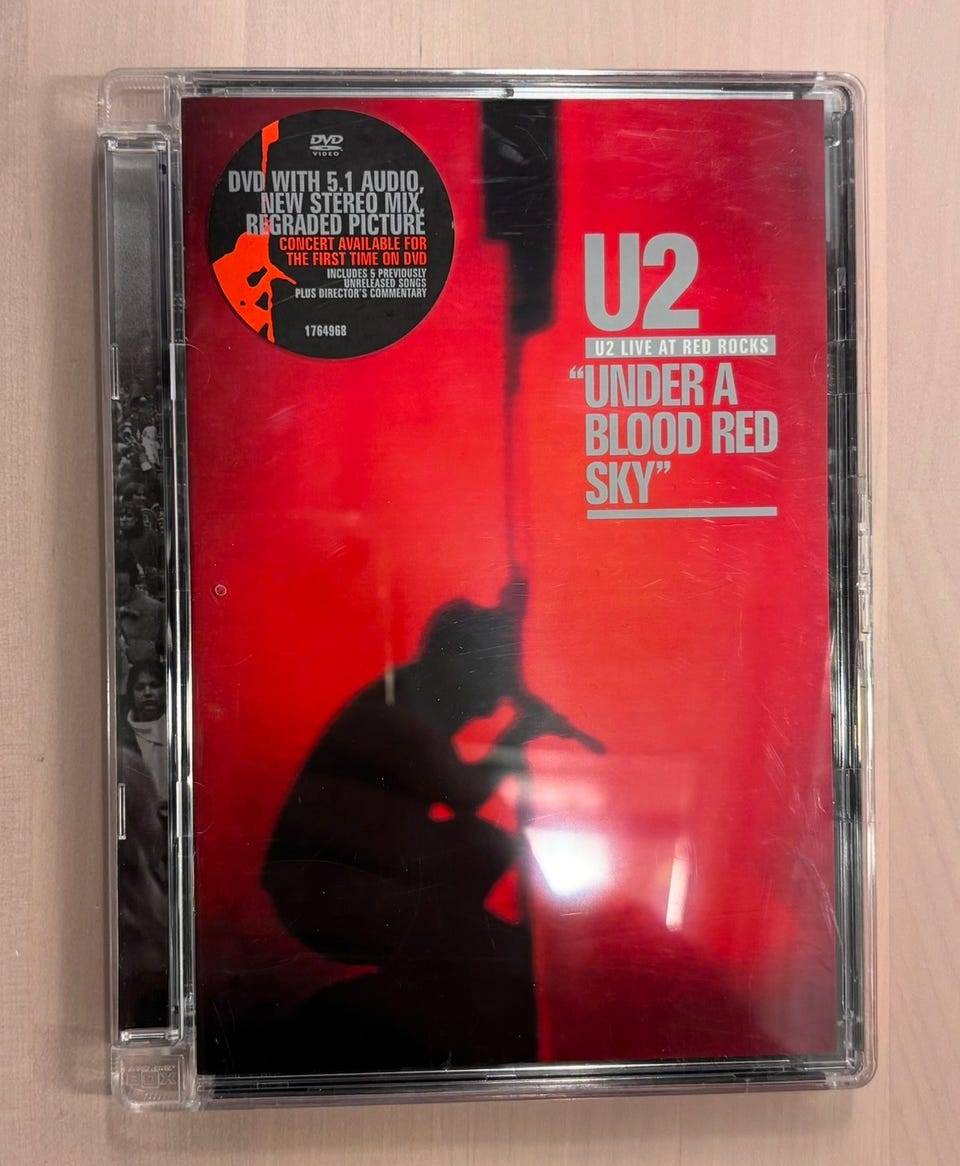 DVD
VIDEO
DVD WITH 5.1 AUDIO,
NEW STEREO MIX,
REGRADED PICTURE
CONCERT AVAILABLE FOR
THE FIRST TIME ON DVD
INCLUDES 5 PREVIOUSLY
UNRELEASED SONGS
PLUS DIRECTOR'S COMMENTARY
1764968
U2
U2 LIVE AT RED ROCKS
“UNDER A
BLOOD RED
SKY”